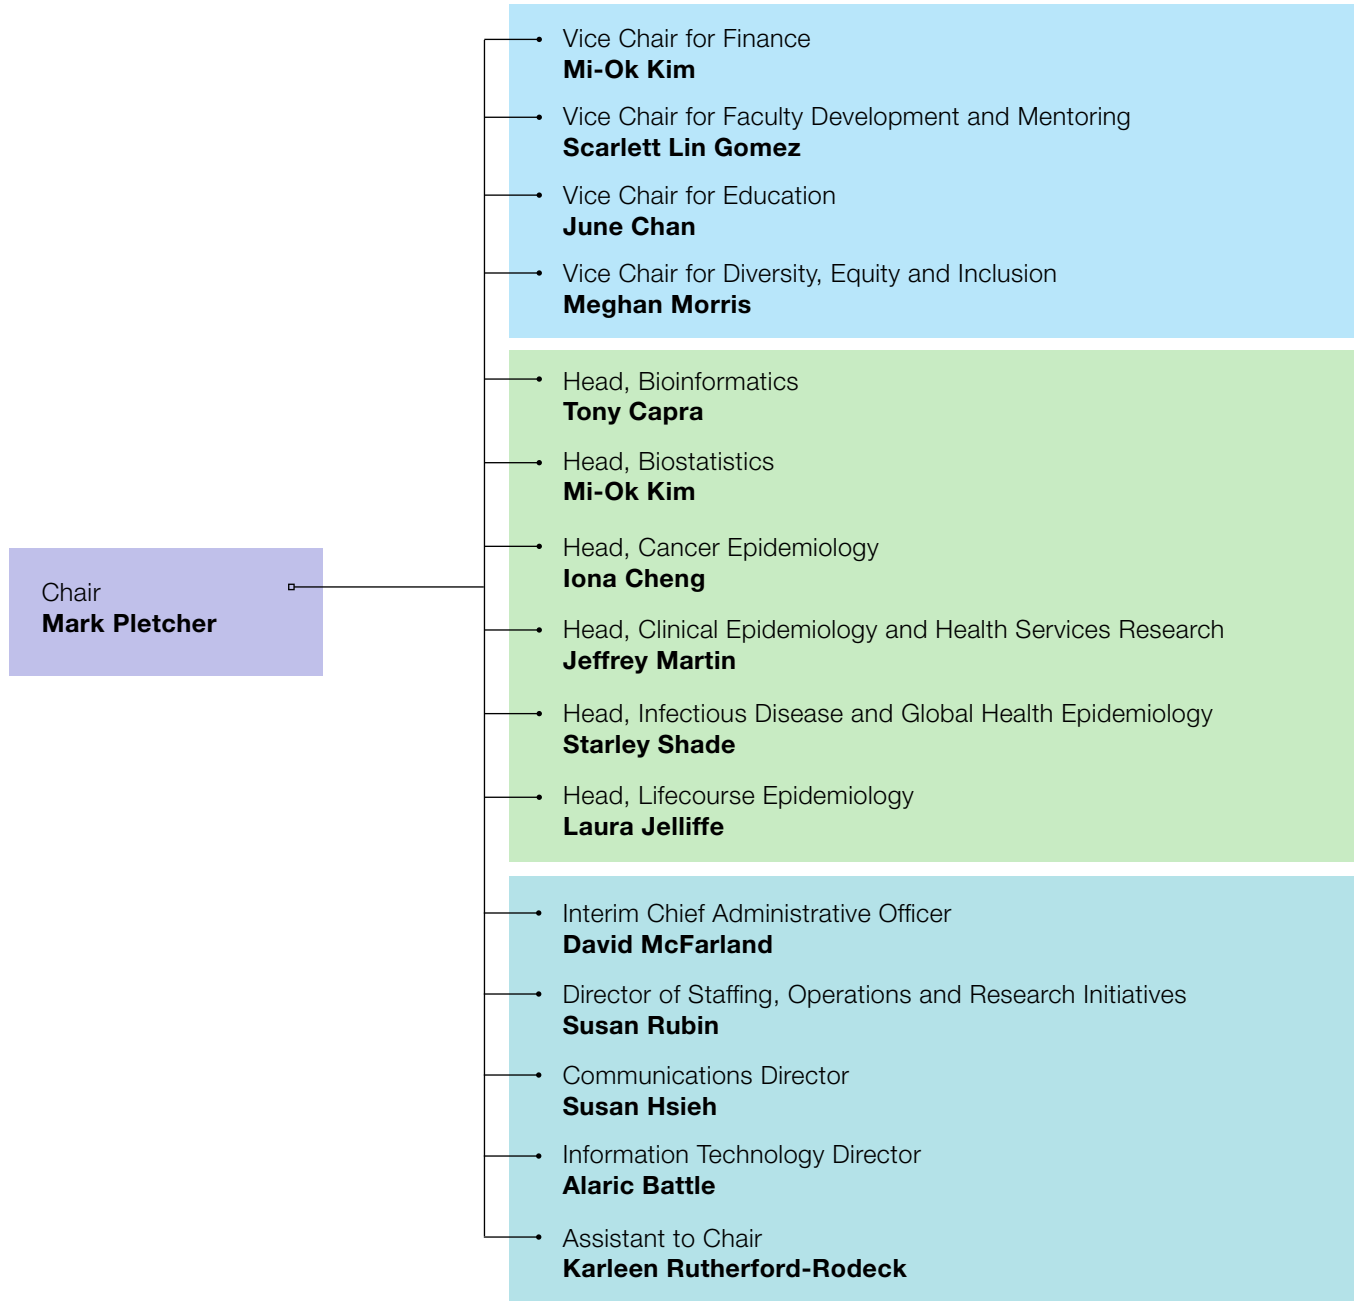 Vice Chair for Finance
Mi-Ok Kim
Vice Chair for Faculty Development and Mentoring
Scarlett Lin Gomez
Vice Chair for Education
June Chan
Vice Chair for Diversity, Equity and Inclusion
Meghan Morris
Head, Bioinformatics
Tony Capra
Head, Biostatistics
Mi-Ok Kim
Head, Cancer Epidemiology
Iona Cheng
Chair
Mark Pletcher
Head, Clinical Epidemiology and Health Services Research
Jeffrey Martin
Head, Infectious Disease and Global Health Epidemiology
Starley Shade
Head, Lifecourse Epidemiology
Laura Jelliffe
Interim Chief Administrative Officer
David McFarland
Director of Staffing, Operations and Research Initiatives
Susan Rubin
Communications Director
Susan Hsieh
Information Technology Director
Alaric Battle
Assistant to Chair
Karleen Rutherford-Rodeck